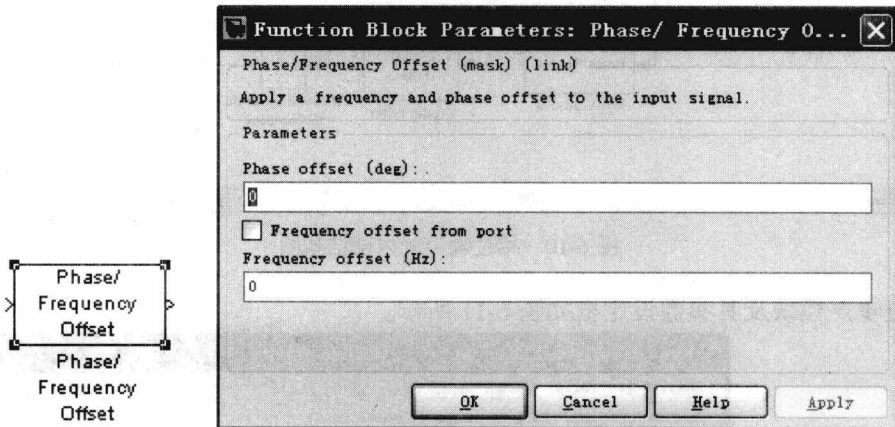 Function Block Parameters: Phase/ Frequency O...
Phase/Frequency Offset (mask) (link)
Apply a frequency and phase offset to the input signal.
Parameters
Phase offset (deg):
0
Frequency offset from port
Frequency offset (Hz):
0
OK
Cancel
Help
Apply
Phase/
Frequency
Offset
Phase/
Frequency
Offset